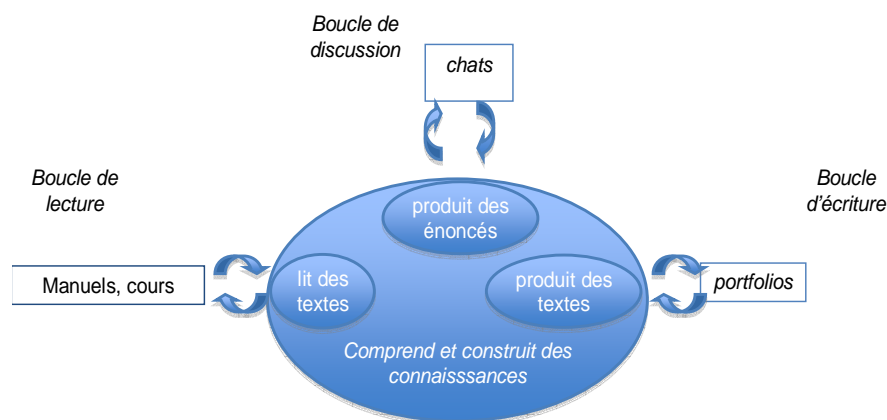 Boucle de
discussion
chats
Boucle de
lecture
Boucle
d'écriture
produit des
énoncés
Manuels, cours
lit des
textes
produit des
textes
portfolios
Comprend et construit des
connaisssances